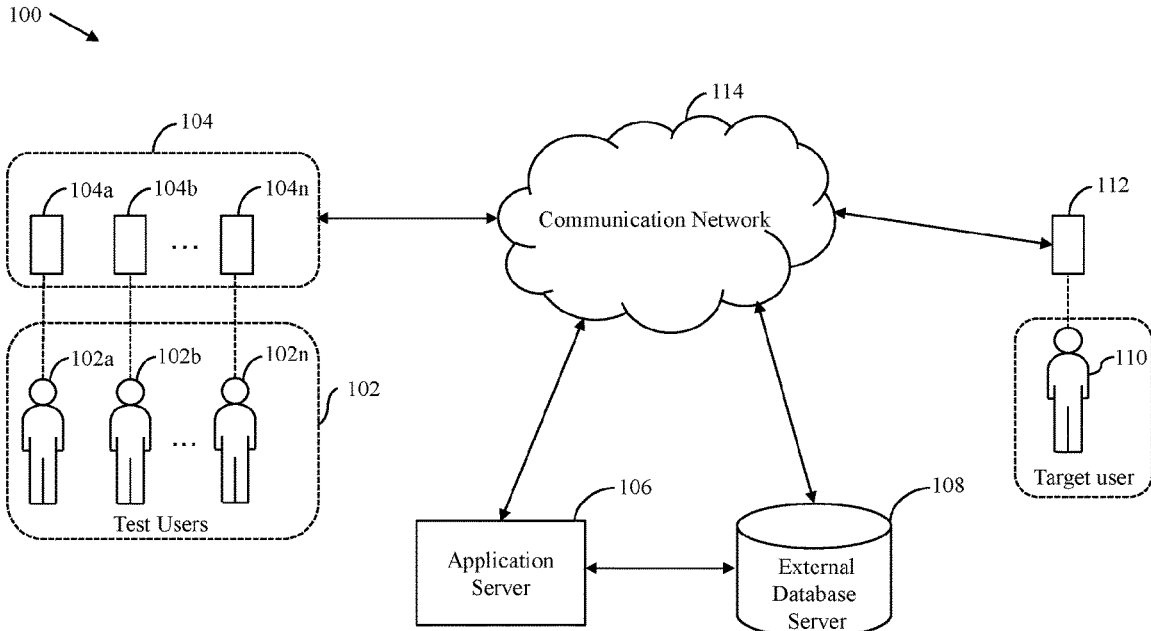 100
114
104
104a
104b
104n
112
...
Communication Network
102a
102b
102n
110
102
...
Target user
Test Users
106
108
Application
Server
External
Database
Server